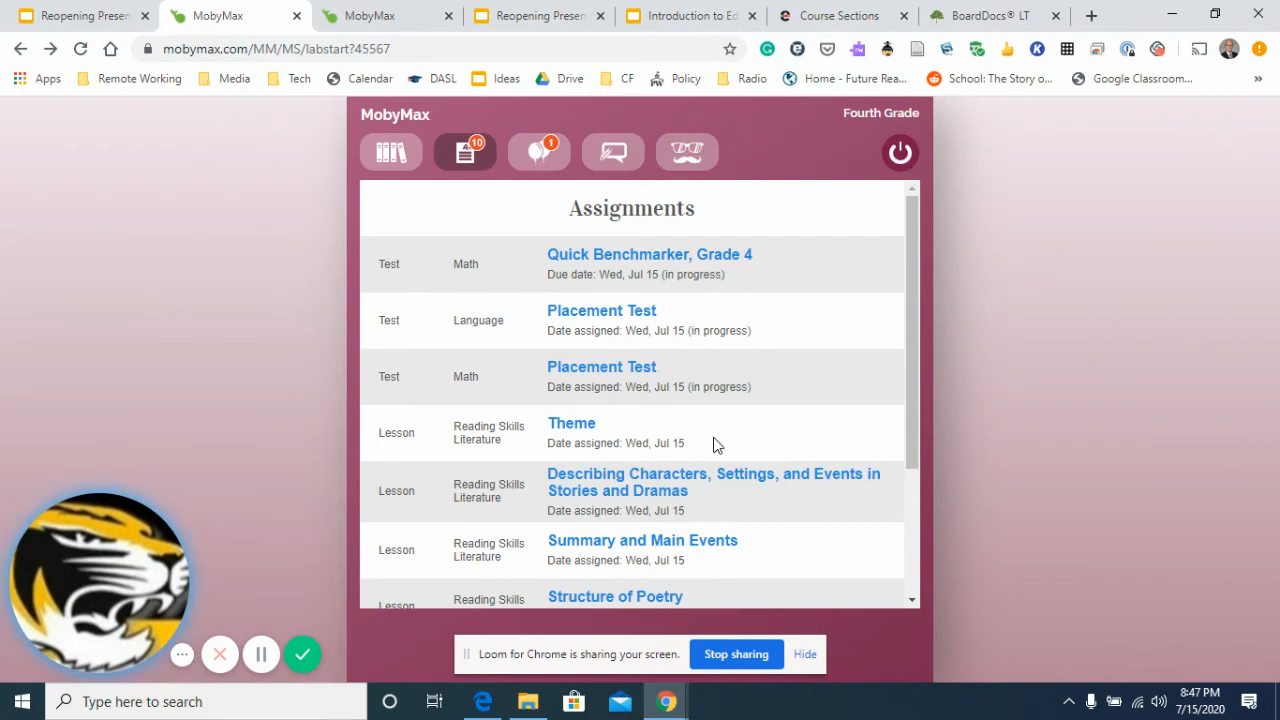 Reopening Presen
MobyMax
MobyMax
Reopening Presen
Introduction to Ed
Course Sections
BoardDocs® LT
mobymax.com/MM/MS/labstart?45567
Apps
Remote Working
Media
Tech
Calendar
DASL
Ideas
Drive
CF
Policy
Radio
Home - Future Rea...
School: The Story o...
Google Classroom...
»
MobyMax
Fourth Grade
10
1
Assignments
Test
Math
Quick Benchmarker, Grade 4
Due date: Wed, Jul 15 (in progress)
Test
Language
Placement Test
Date assigned: Wed, Jul 15 (in progress)
Test
Math
Placement Test
Date assigned: Wed, Jul 15 (in progress)
Lesson
Reading Skills
Literature
Theme
Date assigned: Wed, Jul 15
Lesson
Reading Skills
Literature
Describing Characters, Settings, and Events in
Stories and Dramas
Date assigned: Wed, Jul 15
Lesson
Reading Skills
Literature
Summary and Main Events
Date assigned: Wed, Jul 15
Lesson
Reading Skills
Structure of Poetry
Loom for Chrome is sharing your screen.
Stop sharing
Hide
Type here to search
8:47 PM
7/15/2020